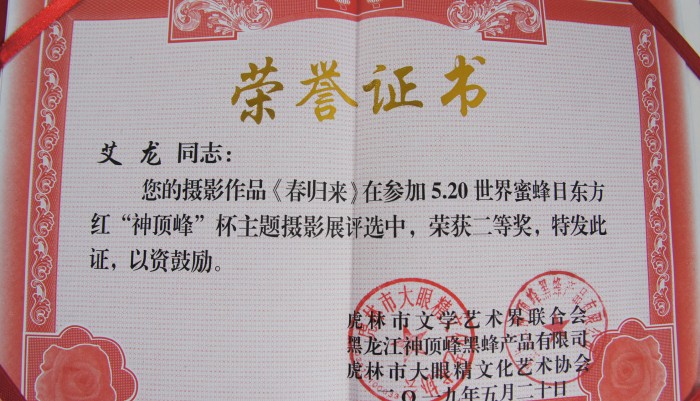 荣誉证书
艾龙 同志：
您的摄影作品《春归来》在参加5.20世界蜜蜂日东方
红“神顶峰”杯主题摄影展评选中，荣获二等奖，特发此
证，以资鼓励。
虎林市文学艺术界联合会
黑龙江神顶峰黑蜂产品有限公司
虎林市大眼精文化艺术协会
一九年五月二十日